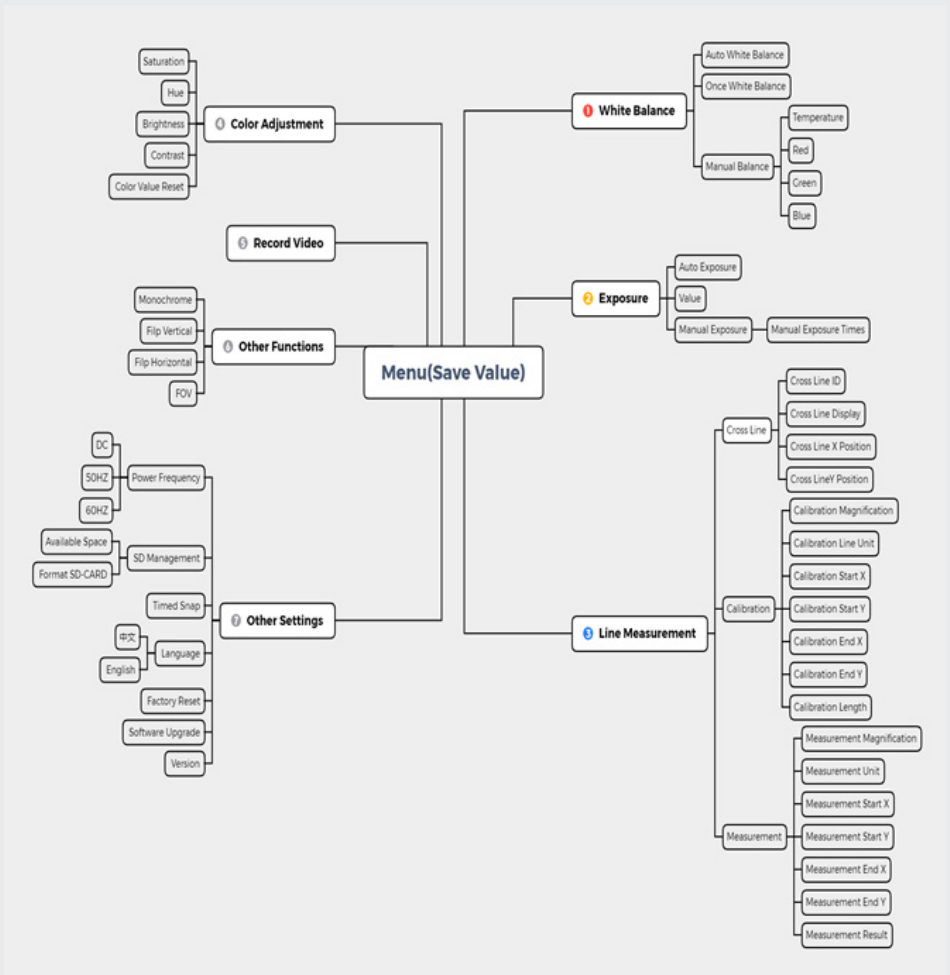 Menu(Save Value)
1 White Balance
Auto White Balance
Once White Balance
Manual Balance
Temperature
Red
Green
Blue
2 Exposure
Auto Exposure
Value
Manual Exposure
Manual Exposure Times
3 Line Measurement
Cross Line
Cross Line ID
Cross Line Display
Cross Line X Position
Cross LineY Position
Calibration
Calibration Magnification
Calibration Line Unit
Calibration Start X
Calibration Start Y
Calibration End X
Calibration End Y
Calibration Length
Measurement
Measurement Magnification
Measurement Unit
Measurement Start X
Measurement Start Y
Measurement End X
Measurement End Y
Measurement Result
4 Color Adjustment
Saturation
Hue
Brightness
Contrast
Color Value Reset
5 Record Video
6 Other Functions
Monochrome
Filp Vertical
Filp Horizontal
FOV
7 Other Settings
Power Frequency
DC
50HZ
60HZ
SD Management
Available Space
Format SD-CARD
Timed Snap
Language
中文
English
Factory Reset
Software Upgrade
Version